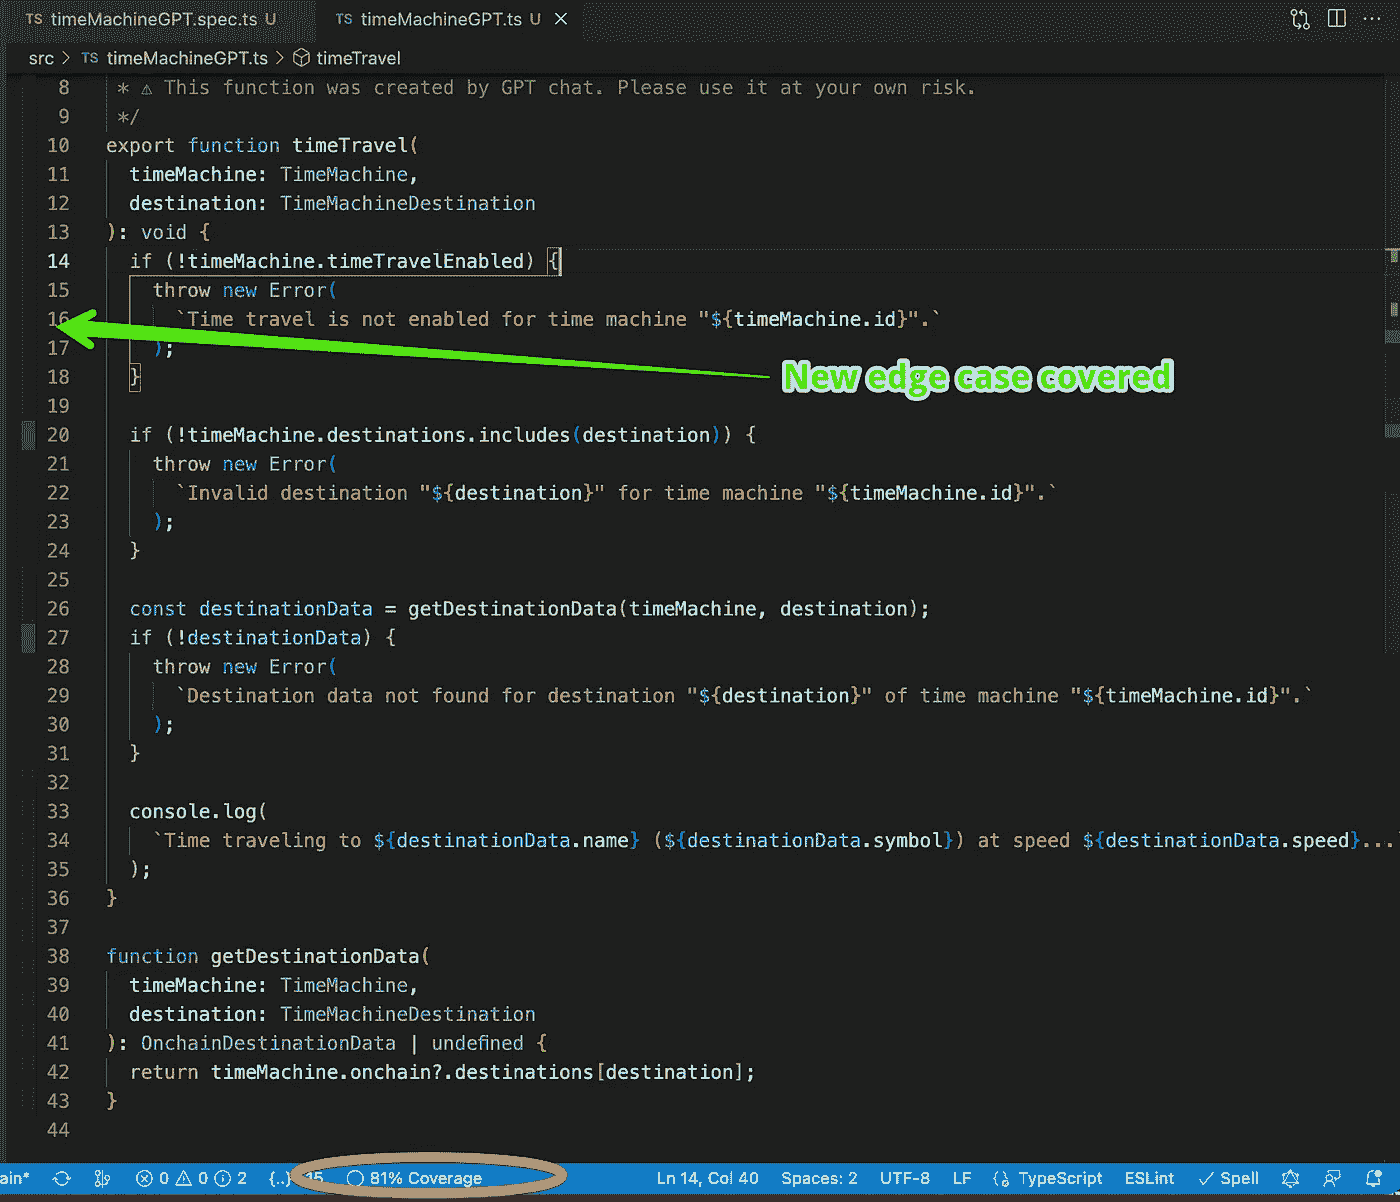 TS timeMachineGPT.spec.ts U TS timeMachineGPT.ts U
src > TS timeMachineGPT.ts > timeTravel
8 * ⚠ This function was created by GPT chat. Please use it at your own risk.
9 */
10 export function timeTravel(
11 timeMachine: TimeMachine,
12 destination: TimeMachineDestination
13 ): void {
14 if (!timeMachine.timeTravelEnabled) {
15 throw new Error(
16 `Time travel is not enabled for time machine "${timeMachine.id}".`
17 );
New edge case covered
18 }
19
20 if (!timeMachine.destinations.includes(destination)) {
21 throw new Error(
22 `Invalid destination "${destination}" for time machine "${timeMachine.id}".`
23 );
24 }
25
26 const destinationData = getDestinationData(timeMachine, destination);
27 if (!destinationData) {
28 throw new Error(
29 `Destination data not found for destination "${destination}" of time machine "${timeMachine.id}".`
30 );
31 }
32
33 console.log(
34 `Time traveling to ${destinationData.name} (${destinationData.symbol}) at speed ${destinationData.speed}...
35 );
36 }
37
38 function getDestinationData(
39 timeMachine: TimeMachine,
40 destination: TimeMachineDestination
41 ): OnchainDestinationData | undefined {
42 return timeMachine.onchain?.destinations[destination];
43 }
44
ain* 0 0 2 {..} 15 81% Coverage Ln 14, Col 40 Spaces: 2 UTF-8 LF TypeScript ESLint Spell